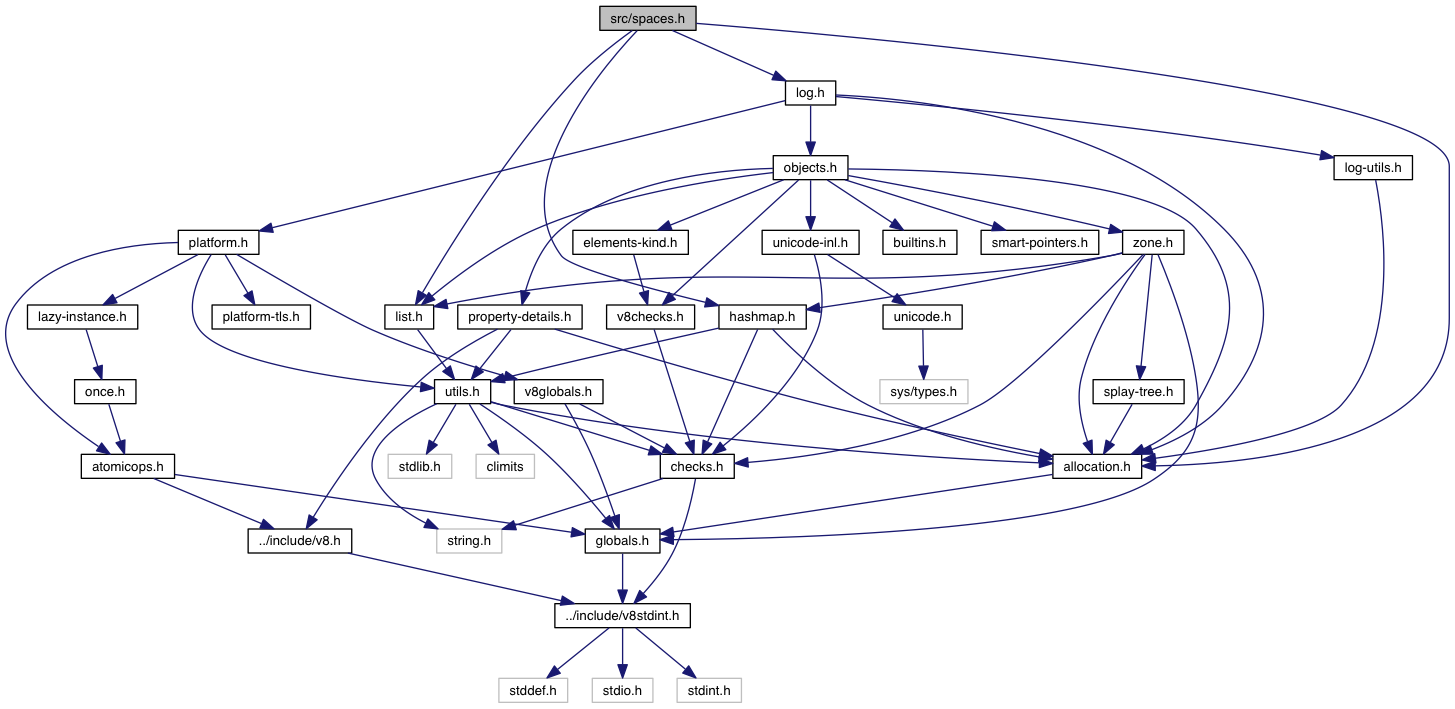 src/spaces.h
log.h
objects.h
log-utils.h
platform.h
elements-kind.h
unicode-inl.h
builtins.h
smart-pointers.h
zone.h
lazy-instance.h
platform-tls.h
list.h
property-details.h
v8checks.h
hashmap.h
unicode.h
once.h
utils.h
v8globals.h
sys/types.h
splay-tree.h
atomicops.h
stdlib.h
climits
checks.h
allocation.h
../include/v8.h
string.h
globals.h
../include/v8stdint.h
stddef.h
stdio.h
stdint.h